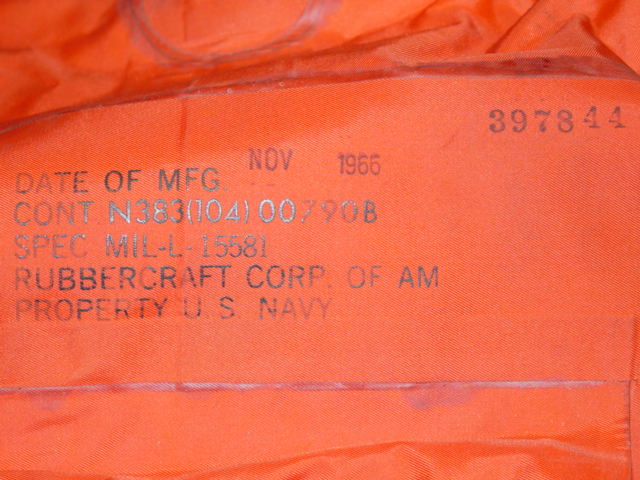 397844
DATE OF MFG. NOV 1966
CONT N383(104)00790B
SPEC MIL-L-15581
RUBBERCRAFT CORP. OF AM
PROPERTY U.S. NAVY